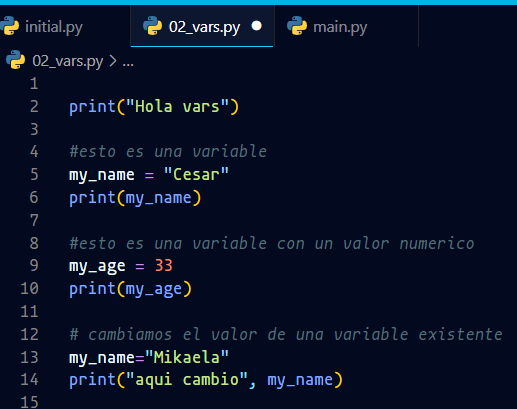 initial.py 02_vars.py main.py
02_vars.py > ...
1
2 print("Hola vars")
3
4 #esto es una variable
5 my_name = "Cesar"
6 print(my_name)
7
8 #esto es una variable con un valor numerico
9 my_age = 33
10 print(my_age)
11
12 # cambiamos el valor de una variable existente
13 my_name="Mikaela"
14 print("aqui cambio", my_name)
15